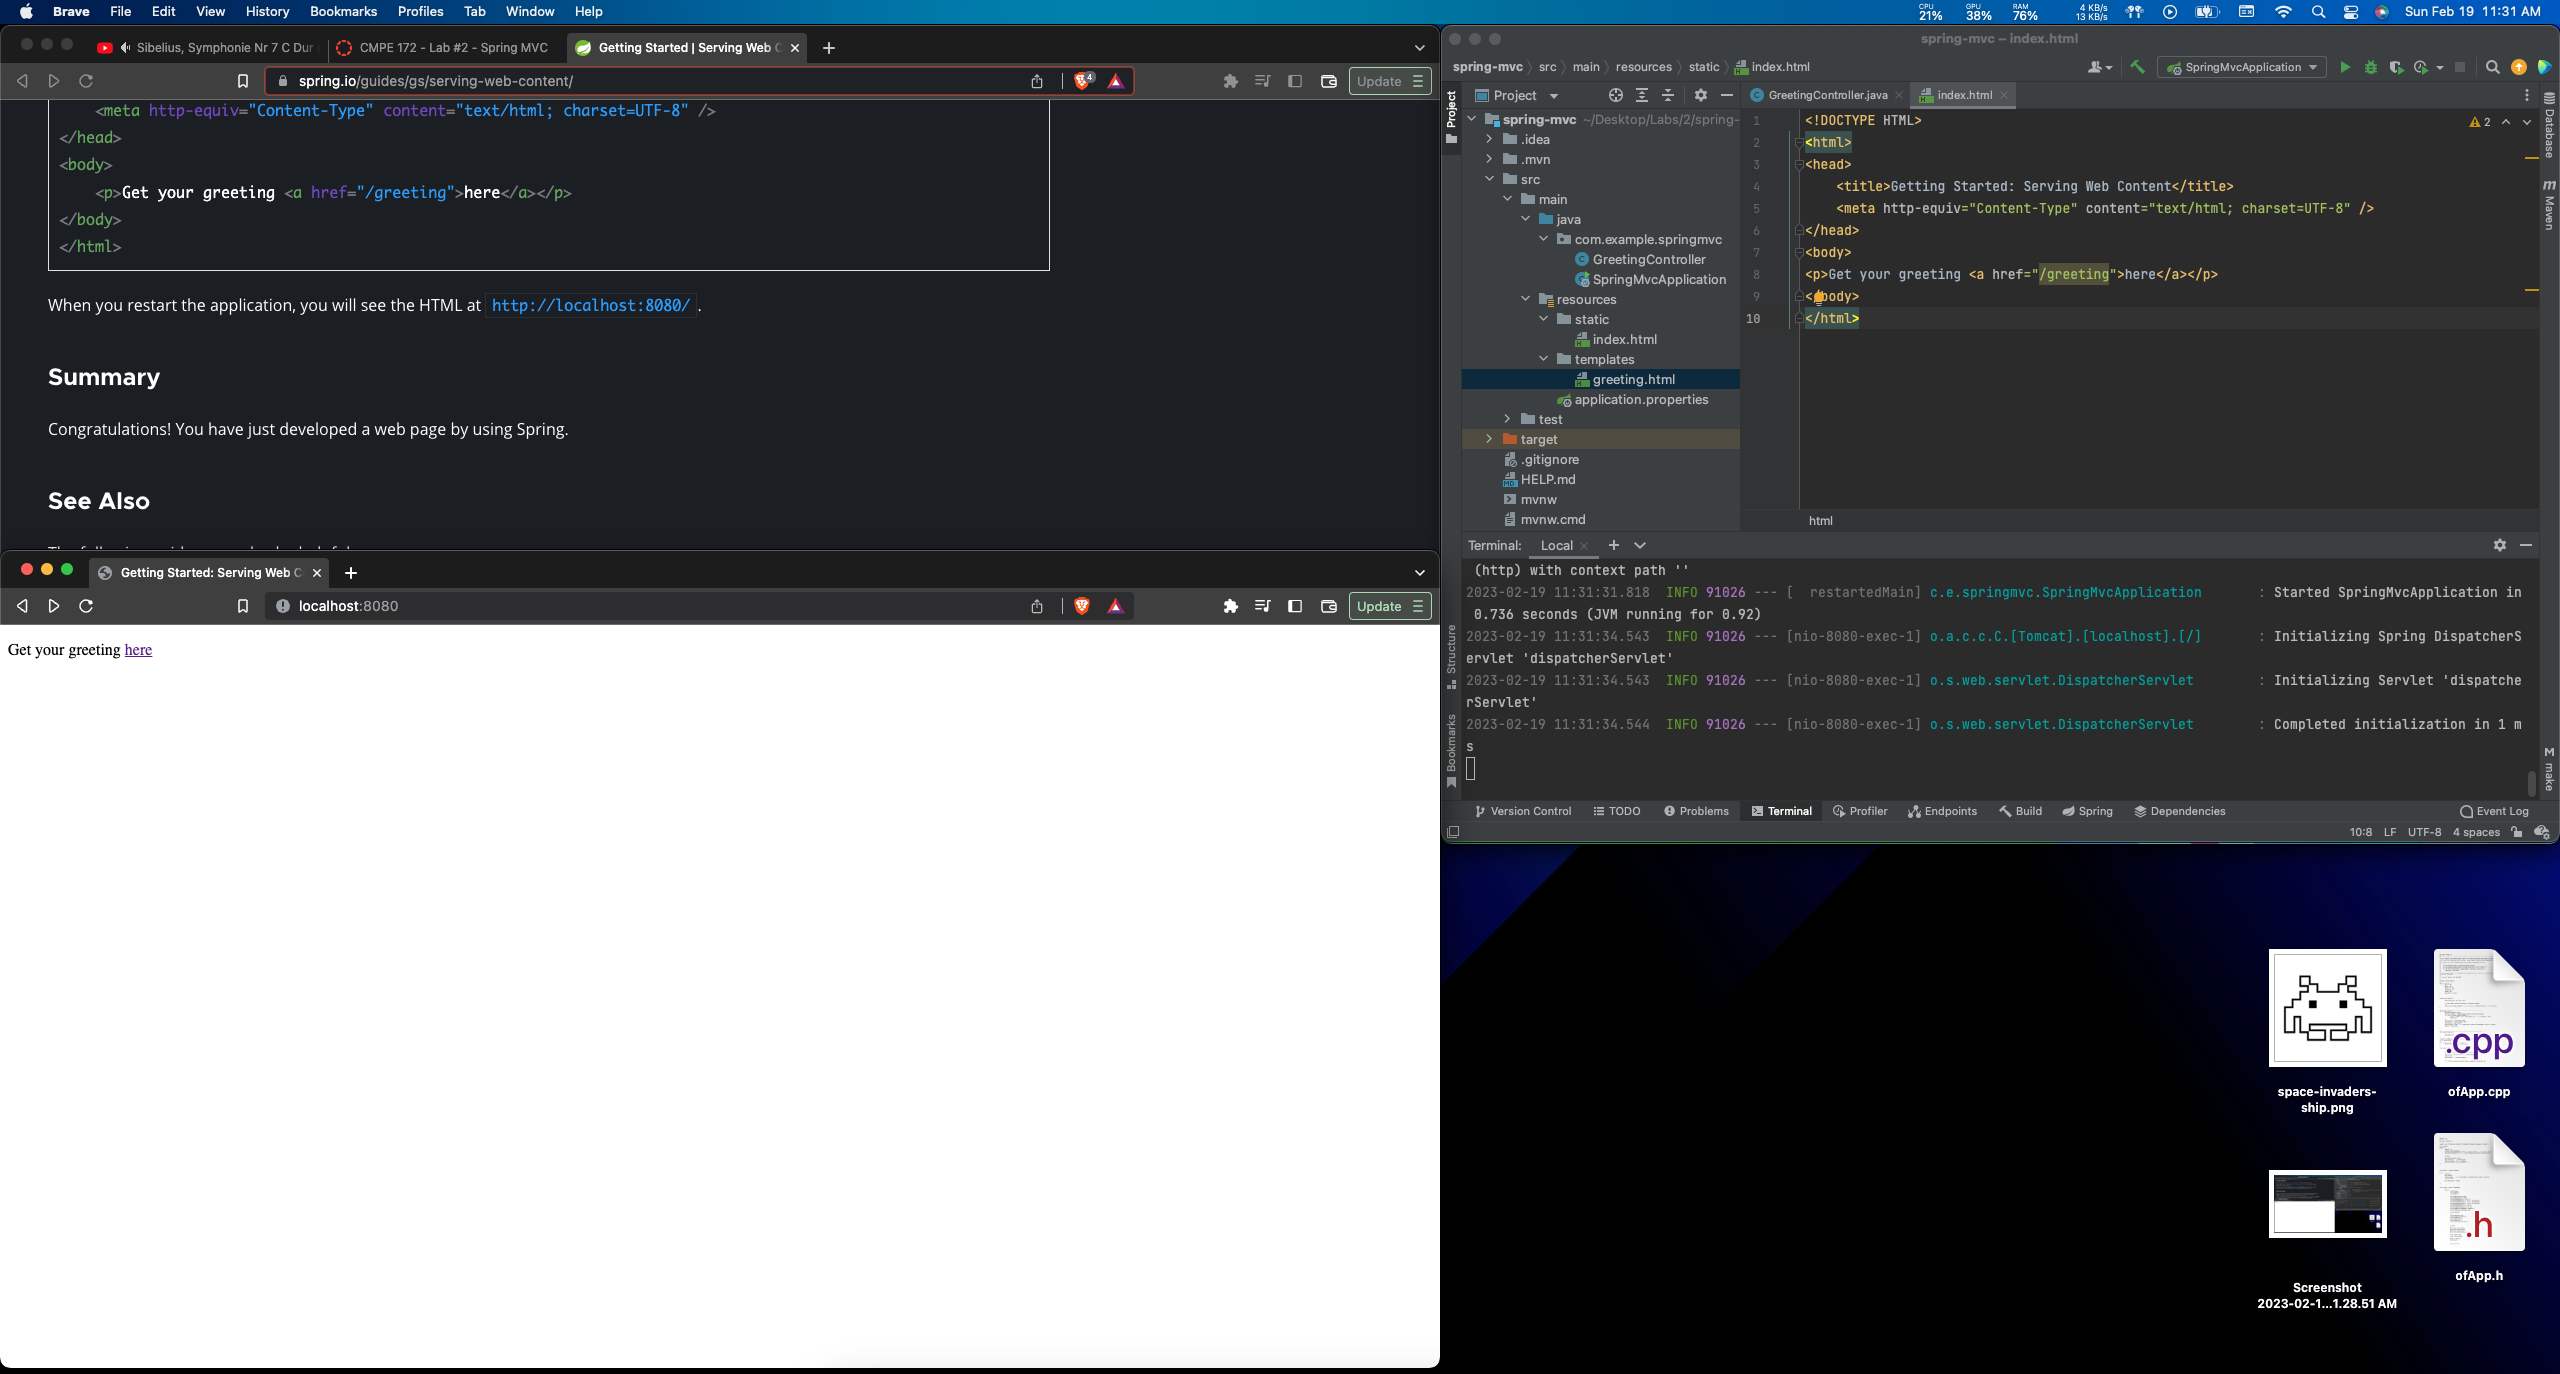 Brave File Edit View History Bookmarks Profiles Tab Window Help
CPU 21% GPU 38% RAM 76% 4 KB/s 13 KB/s Sun Feb 19 11:31 AM
Sibelius, Symphonie Nr 7 C Dur
CMPE 172 - Lab #2 - Spring MVC
Getting Started | Serving Web C
spring.io/guides/gs/serving-web-content/
4
Update
<meta http-equiv="Content-Type" content="text/html; charset=UTF-8" />
</head>
<body>
<p>Get your greeting <a href="/greeting">here</a></p>
</body>
</html>
When you restart the application, you will see the HTML at http://localhost:8080/ .
Summary
Congratulations! You have just developed a web page by using Spring.
See Also
Getting Started: Serving Web C
localhost:8080
Update
Get your greeting here
spring-mvc – index.html
spring-mvc src main resources static index.html
SpringMvcApplication
Project
Project
GreetingController.java
index.html
spring-mvc ~/Desktop/Labs/2/spring-
.idea
.mvn
src
main
java
com.example.springmvc
GreetingController
SpringMvcApplication
resources
static
index.html
templates
greeting.html
application.properties
test
target
.gitignore
HELP.md
mvnw
mvnw.cmd
1 <!DOCTYPE HTML>
2 <html>
3 <head>
4 <title>Getting Started: Serving Web Content</title>
5 <meta http-equiv="Content-Type" content="text/html; charset=UTF-8" />
6 </head>
7 <body>
8 <p>Get your greeting <a href="/greeting">here</a></p>
9 </body>
10 </html>
2
html
Database
m Maven
M make
Structure
Bookmarks
Terminal: Local
(http) with context path ''
2023-02-19 11:31:31.818 INFO 91026 --- [ restartedMain] c.e.springmvc.SpringMvcApplication : Started SpringMvcApplication in
0.736 seconds (JVM running for 0.92)
2023-02-19 11:31:34.543 INFO 91026 --- [nio-8080-exec-1] o.a.c.c.C.[Tomcat].[localhost].[/] : Initializing Spring DispatcherS
ervlet 'dispatcherServlet'
2023-02-19 11:31:34.543 INFO 91026 --- [nio-8080-exec-1] o.s.web.servlet.DispatcherServlet : Initializing Servlet 'dispatche
rServlet'
2023-02-19 11:31:34.544 INFO 91026 --- [nio-8080-exec-1] o.s.web.servlet.DispatcherServlet : Completed initialization in 1 m
s
Version Control TODO Problems Terminal Profiler Endpoints Build Spring Dependencies Event Log
10:8 LF UTF-8 4 spaces
space-invaders-
ship.png
.cpp
ofApp.cpp
Screenshot
2023-02-1...1.28.51 AM
.h
ofApp.h